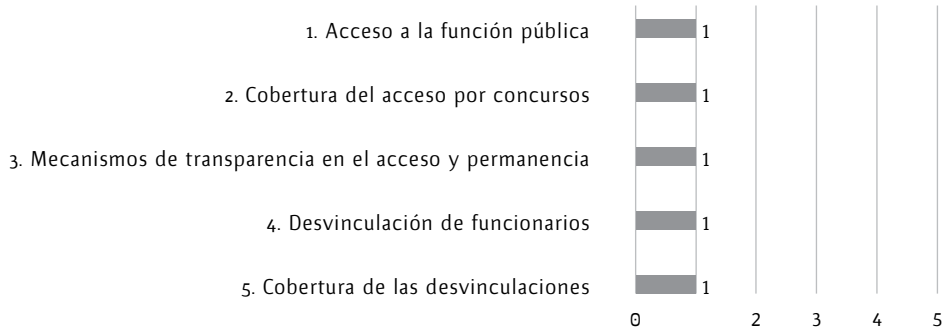 1. Acceso a la función pública 1
2. Cobertura del acceso por concursos 1
3. Mecanismos de transparencia en el acceso y permanencia 1
4. Desvinculación de funcionarios 1
5. Cobertura de las desvinculaciones 1
0 2 3 4 5